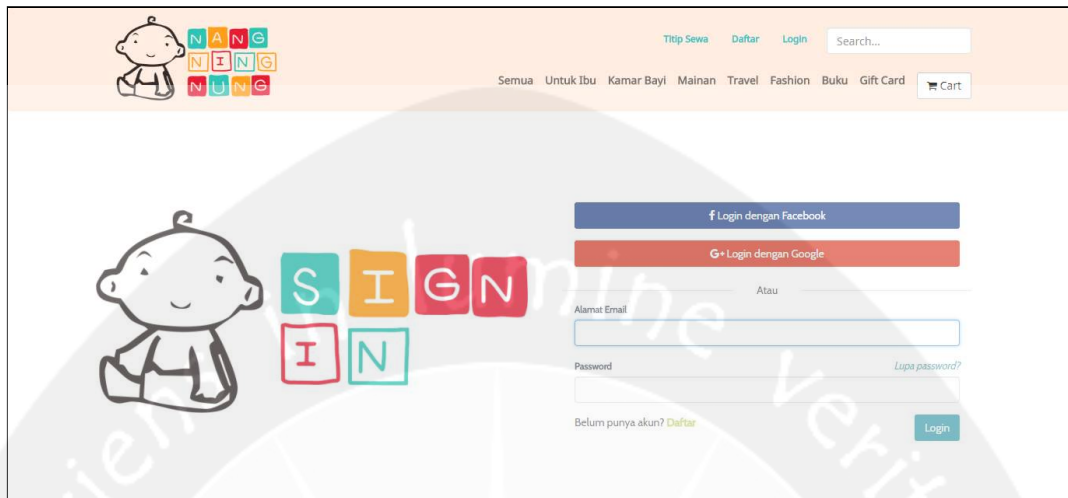 NANG
NING
NUNG
Titip Sewa Daftar Login Search...
Semua Untuk Ibu Kamar Bayi Mainan Travel Fashion Buku Gift Card Cart
SIGN
IN
f Login dengan Facebook
G+ Login dengan Google
Atau
Alamat Email
Password Lupa password?
Belum punya akun? Daftar Login
lumine veri